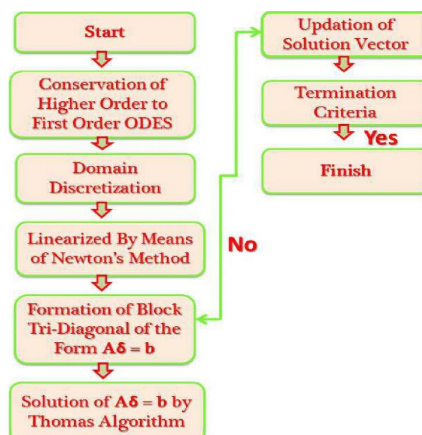 Start
Conservation of
Higher Order to
First Order ODES
Domain
Discretization
Linearized By Means
of Newton's Method
Formation of Block
Tri-Diagonal of the
Form Aδ = b
Solution of Aδ = b by
Thomas Algorithm
No
Updation of
Solution Vector
Termination
Criteria
Yes
Finish